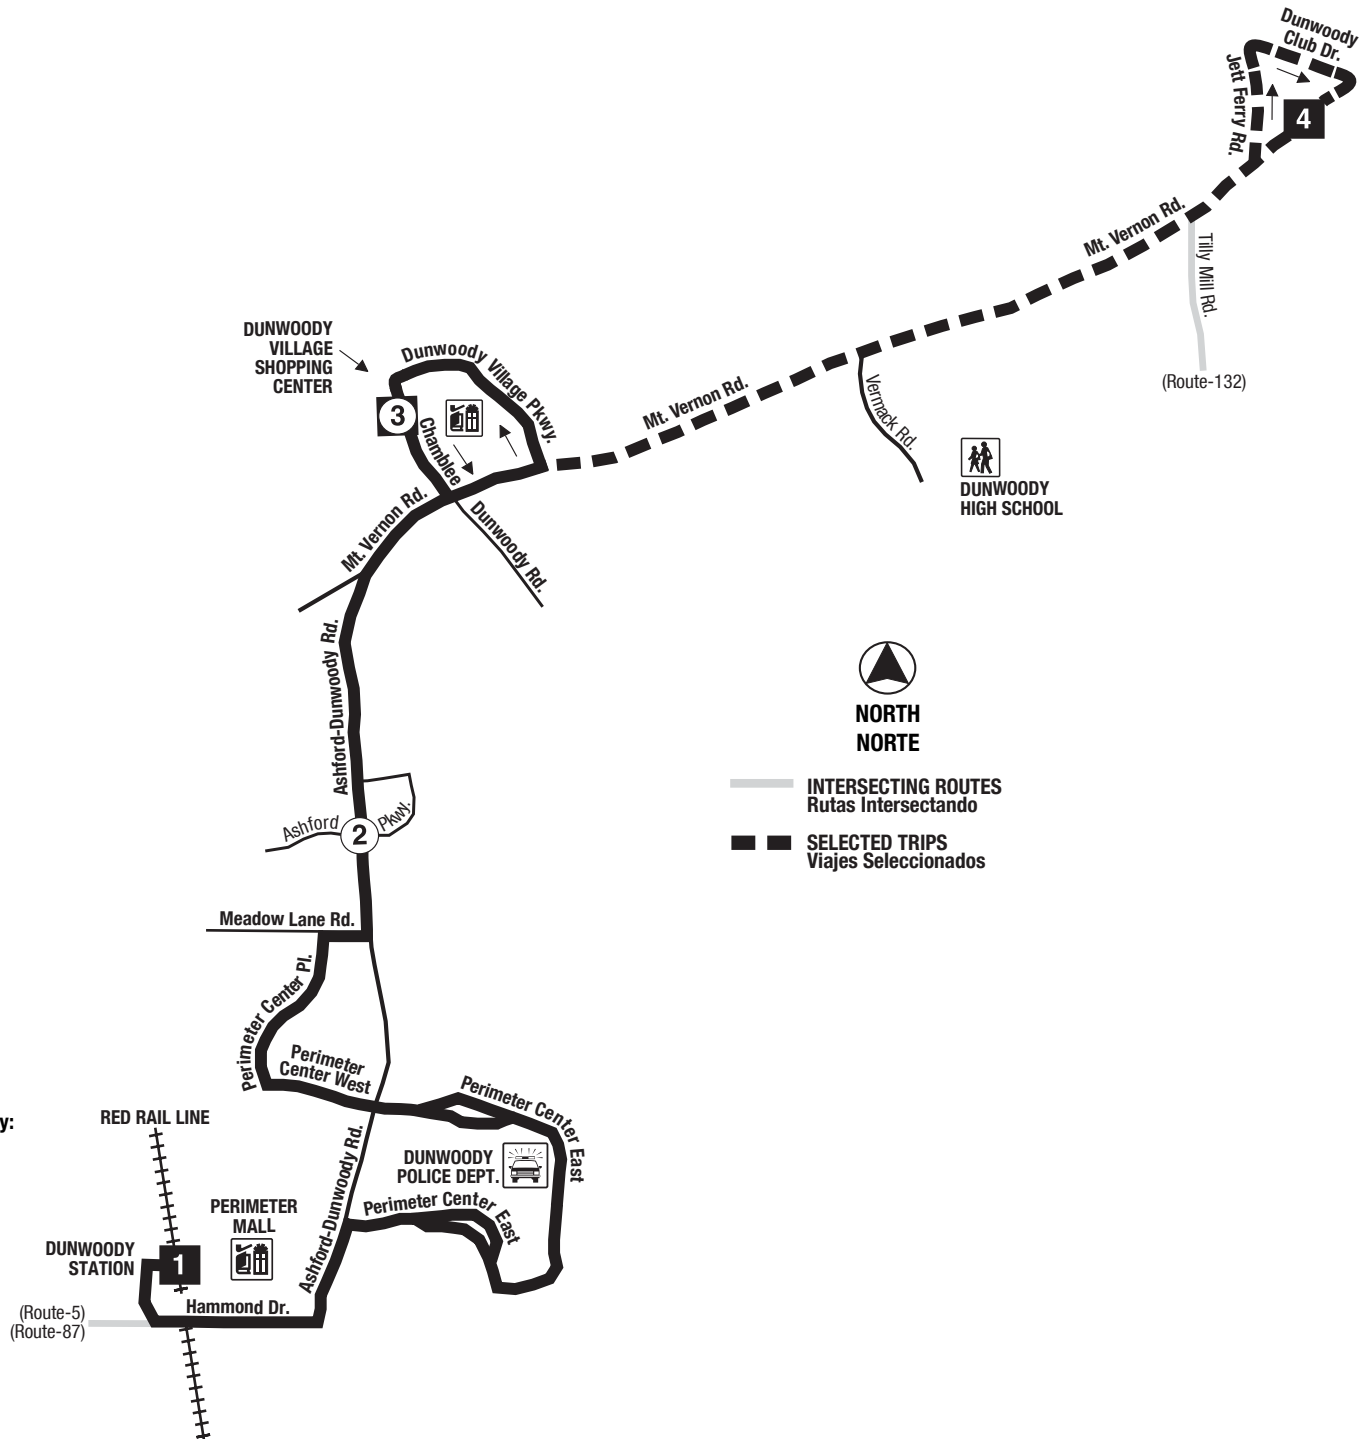 Dunwoody
Club Dr.
Jett Ferry Rd.
4
Mt. Vernon Rd.
Tilly Mill Rd.
(Route-132)
DUNWOODY
VILLAGE
SHOPPING
CENTER
Dunwoody Village Pkwy.
3
Chamblee
Mt. Vernon Rd.
Vermack Rd.
DUNWOODY
HIGH SCHOOL
Mt. Vernon Rd.
Dunwoody Rd.
Ashford-Dunwoody Rd.
NORTH
NORTE
INTERSECTING ROUTES
Rutas Intersectando
SELECTED TRIPS
Viajes Seleccionados
Ashford
2
Pkwy.
Meadow Lane Rd.
Perimeter Center Pl.
Perimeter
Center West
Perimeter Center East
y:
RED RAIL LINE
DUNWOODY
POLICE DEPT.
Ashford-Dunwoody Rd.
Perimeter Center East
PERIMETER
MALL
DUNWOODY
STATION
1
Hammond Dr.
(Route-5)
(Route-87)